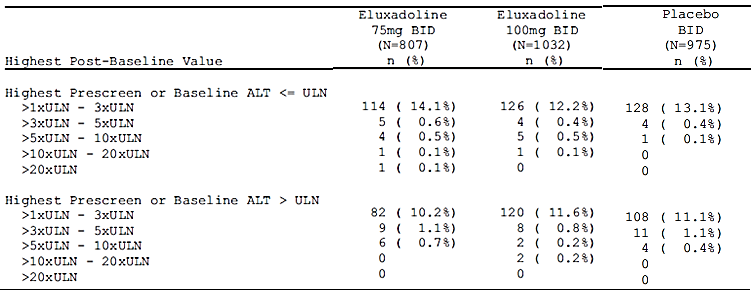 Eluxadoline Eluxadoline Placebo
75mg BID 100mg BID BID
(N=807) (N=1032) (N=975)
Highest Post-Baseline Value n (%) n (%) n (%)
Highest Prescreen or Baseline ALT <= ULN
>1xULN - 3xULN 114 ( 14.1%) 126 ( 12.2%) 128 ( 13.1%)
>3xULN - 5xULN 5 ( 0.6%) 4 ( 0.4%) 4 ( 0.4%)
>5xULN - 10xULN 4 ( 0.5%) 5 ( 0.5%) 1 ( 0.1%)
>10xULN - 20xULN 1 ( 0.1%) 1 ( 0.1%) 0
>20xULN 1 ( 0.1%) 0 0
Highest Prescreen or Baseline ALT > ULN
>1xULN - 3xULN 82 ( 10.2%) 120 ( 11.6%) 108 ( 11.1%)
>3xULN - 5xULN 9 ( 1.1%) 8 ( 0.8%) 11 ( 1.1%)
>5xULN - 10xULN 6 ( 0.7%) 2 ( 0.2%) 4 ( 0.4%)
>10xULN - 20xULN 0 2 ( 0.2%) 0
>20xULN 0 0 0